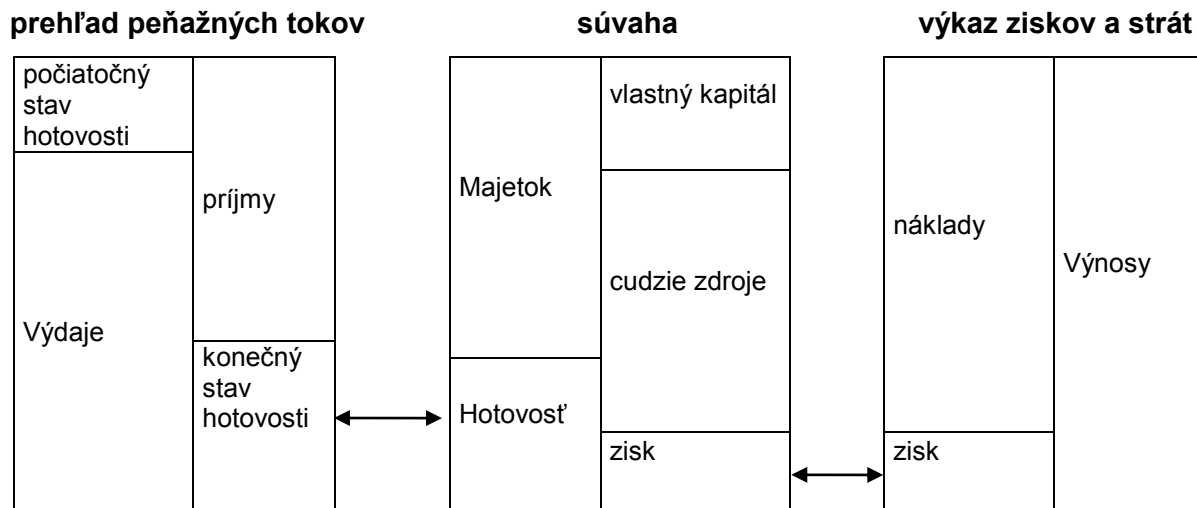 prehľad peňažných tokov
súvaha
výkaz ziskov a strát
počiatočný
stav
hotovosti
Výdaje
príjmy
konečný
stav
hotovosti
Majetok
Hotovosť
vlastný kapitál
cudzie zdroje
zisk
náklady
zisk
Výnosy